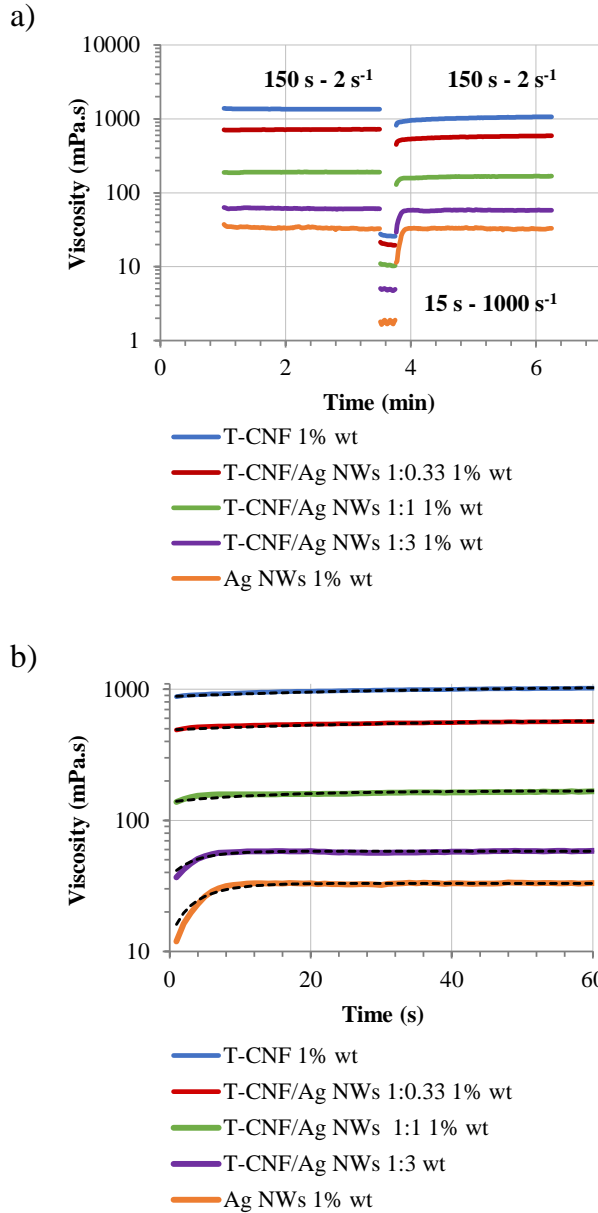 a)
10000
1000
100
10
1
150 s - 2 s-1
150 s - 2 s-1
15 s - 1000 s-1
Viscosity (mPa.s)
0
2
4
6
Time (min)
T-CNF 1% wt
T-CNF/Ag NWs 1:0.33 1% wt
T-CNF/Ag NWs 1:1 1% wt
T-CNF/Ag NWs 1:3 1% wt
Ag NWs 1% wt
b)
1000
100
10
Viscosity (mPa.s)
0
20
40
60
Time (s)
T-CNF 1% wt
T-CNF/Ag NWs 1:0.33 1% wt
T-CNF/Ag NWs 1:1 1% wt
T-CNF/Ag NWs 1:3 wt
Ag NWs 1% wt